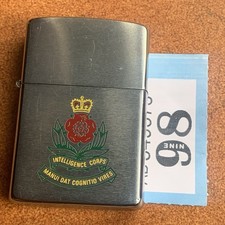 INTELLIGENCE CORPS
MANUI DAT COGNITIO VIRES
98
NINE